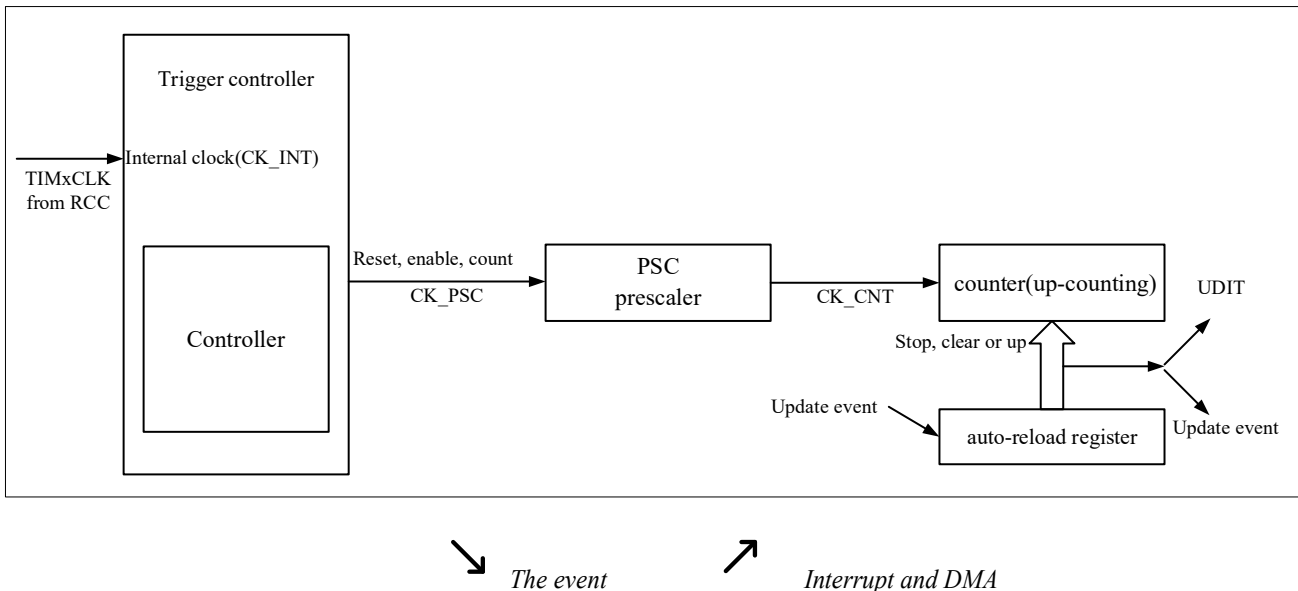 Trigger controller
Internal clock(CK_INT)
TIMxCLK
from RCC
Controller
Reset, enable, count
CK_PSC
PSC
prescaler
CK_CNT
counter(up-counting)
UDIT
Stop, clear or up
Update event
auto-reload register
Update event
The event
Interrupt and DMA